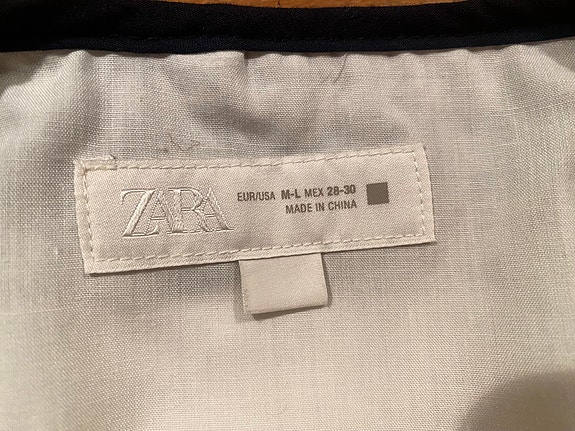 ZARA
EUR/USA M-L MEX 28-30
MADE IN CHINA